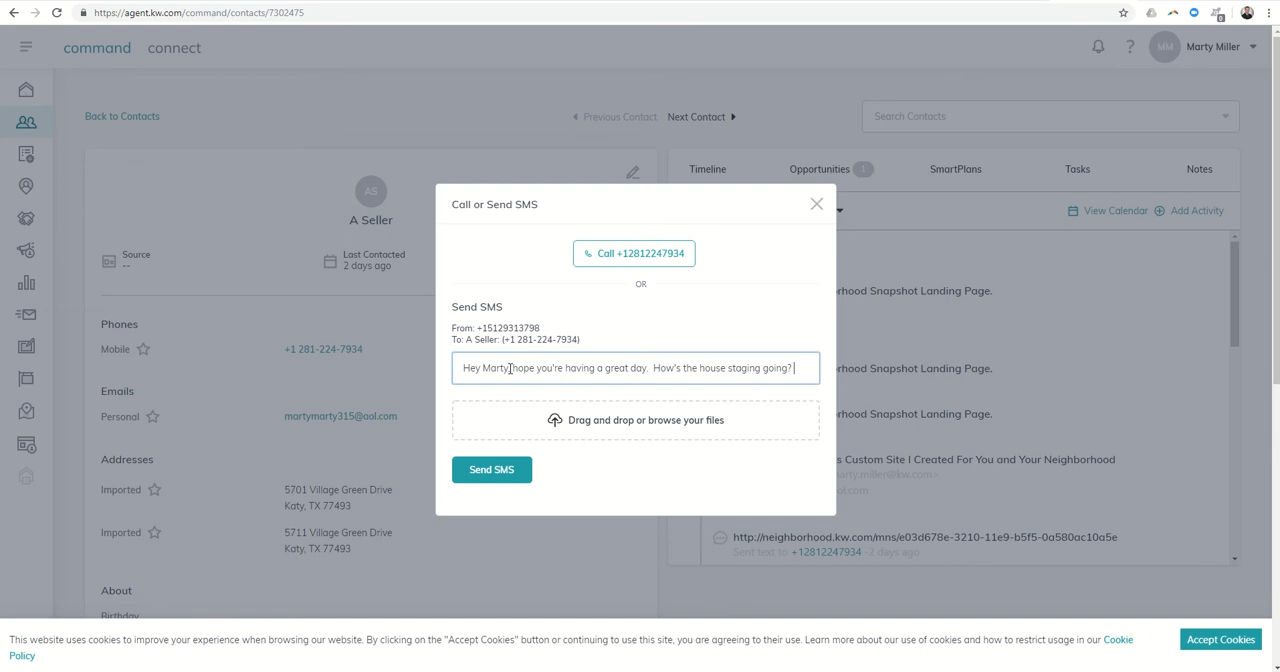 https://agent.kw.com/command/contacts/7302475
0
command connect
? MM Marty Miller
Back to Contacts
Previous Contact Next Contact
Search Contacts
AS
A Seller
Source
--
Last Contacted
2 days ago
Phones
Mobile +1 281-224-7934
Emails
Personal martymarty315@aol.com
Addresses
Imported 5701 Village Green Drive
Katy, TX 77493
Imported 5711 Village Green Drive
Katy, TX 77493
About
Birthday
Call or Send SMS
Call +12812247934
OR
Send SMS
From: +15129313798
To: A Seller: (+1 281-224-7934)
Hey Marty hope you're having a great day.  How's the house staging going?
Drag and drop or browse your files
Send SMS
Timeline Opportunities 1 SmartPlans Tasks Notes
View Calendar Add Activity
rhood Snapshot Landing Page.
rhood Snapshot Landing Page.
rhood Snapshot Landing Page.
s Custom Site I Created For You and Your Neighborhood
arty.miller@kw.com>
ol.com
http://neighborhood.kw.com/mns/e03d678e-3210-11e9-b5f5-0a580ac10a5e
Sent text to +12812247934 -2 days ago
This website uses cookies to improve your experience when browsing our website. By clicking on the "Accept Cookies" button or continuing to use this site, you are agreeing to their use. Learn more about our use of cookies and how to restrict usage in our Cookie
Policy
Accept Cookies